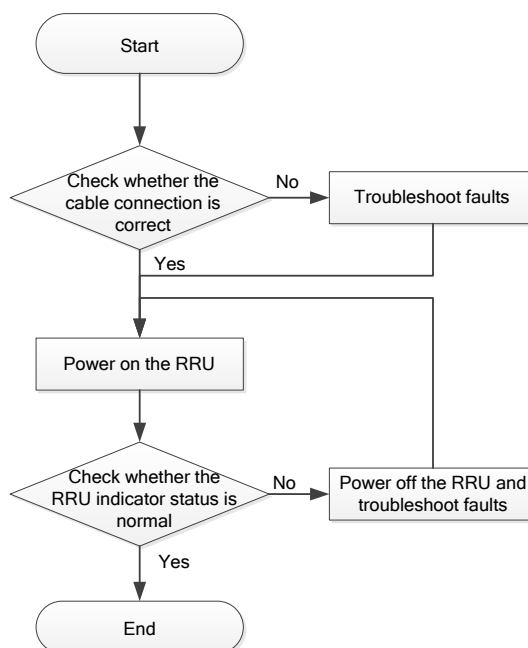 Start
Check whether the
cable connection is
correct
No
Troubleshoot faults
Yes
Power on the RRU
Check whether the
RRU indicator status is
normal
No
Power off the RRU and
troubleshoot faults
Yes
End